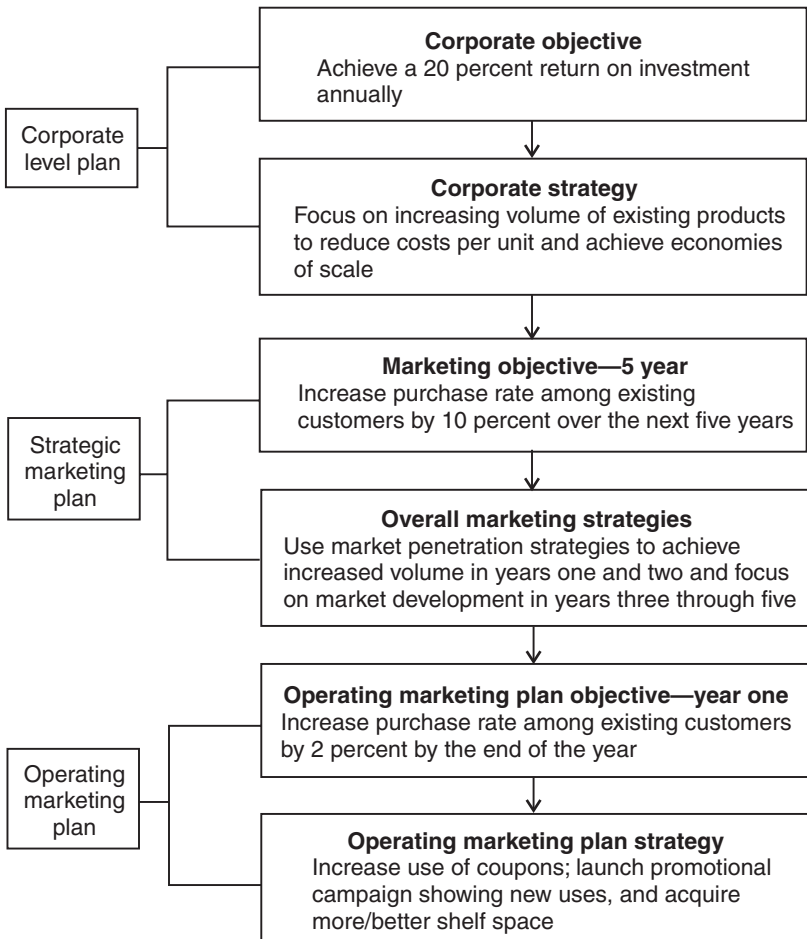 Corporate objective
Achieve a 20 percent return on investment
annually
Corporate
level plan
Corporate strategy
Focus on increasing volume of existing products
to reduce costs per unit and achieve economies
of scale
Marketing objective—5 year
Increase purchase rate among existing
customers by 10 percent over the next five years
Strategic
marketing
plan
Overall marketing strategies
Use market penetration strategies to achieve
increased volume in years one and two and focus
on market development in years three through five
Operating marketing plan objective—year one
Increase purchase rate among existing customers
by 2 percent by the end of the year
Operating
marketing
plan
Operating marketing plan strategy
Increase use of coupons; launch promotional
campaign showing new uses, and acquire
more/better shelf space